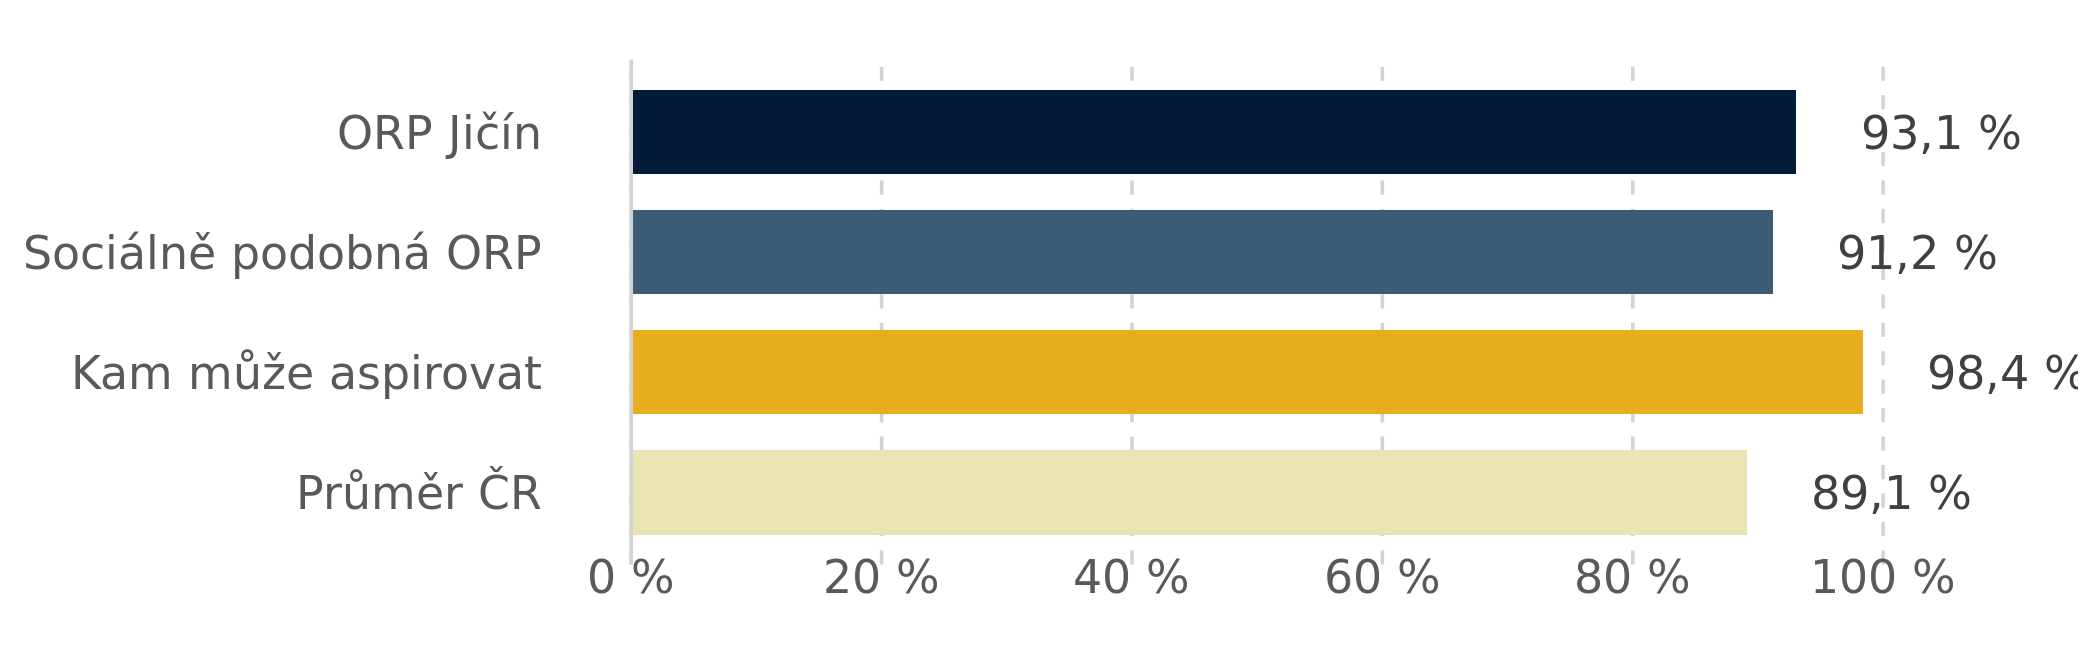 ORP Jičín 93,1 %
Sociálně podobná ORP 91,2 %
Kam může aspirovat 98,4 %
Průměr ČR 89,1 %
0 % 20 % 40 % 60 % 80 % 100 %